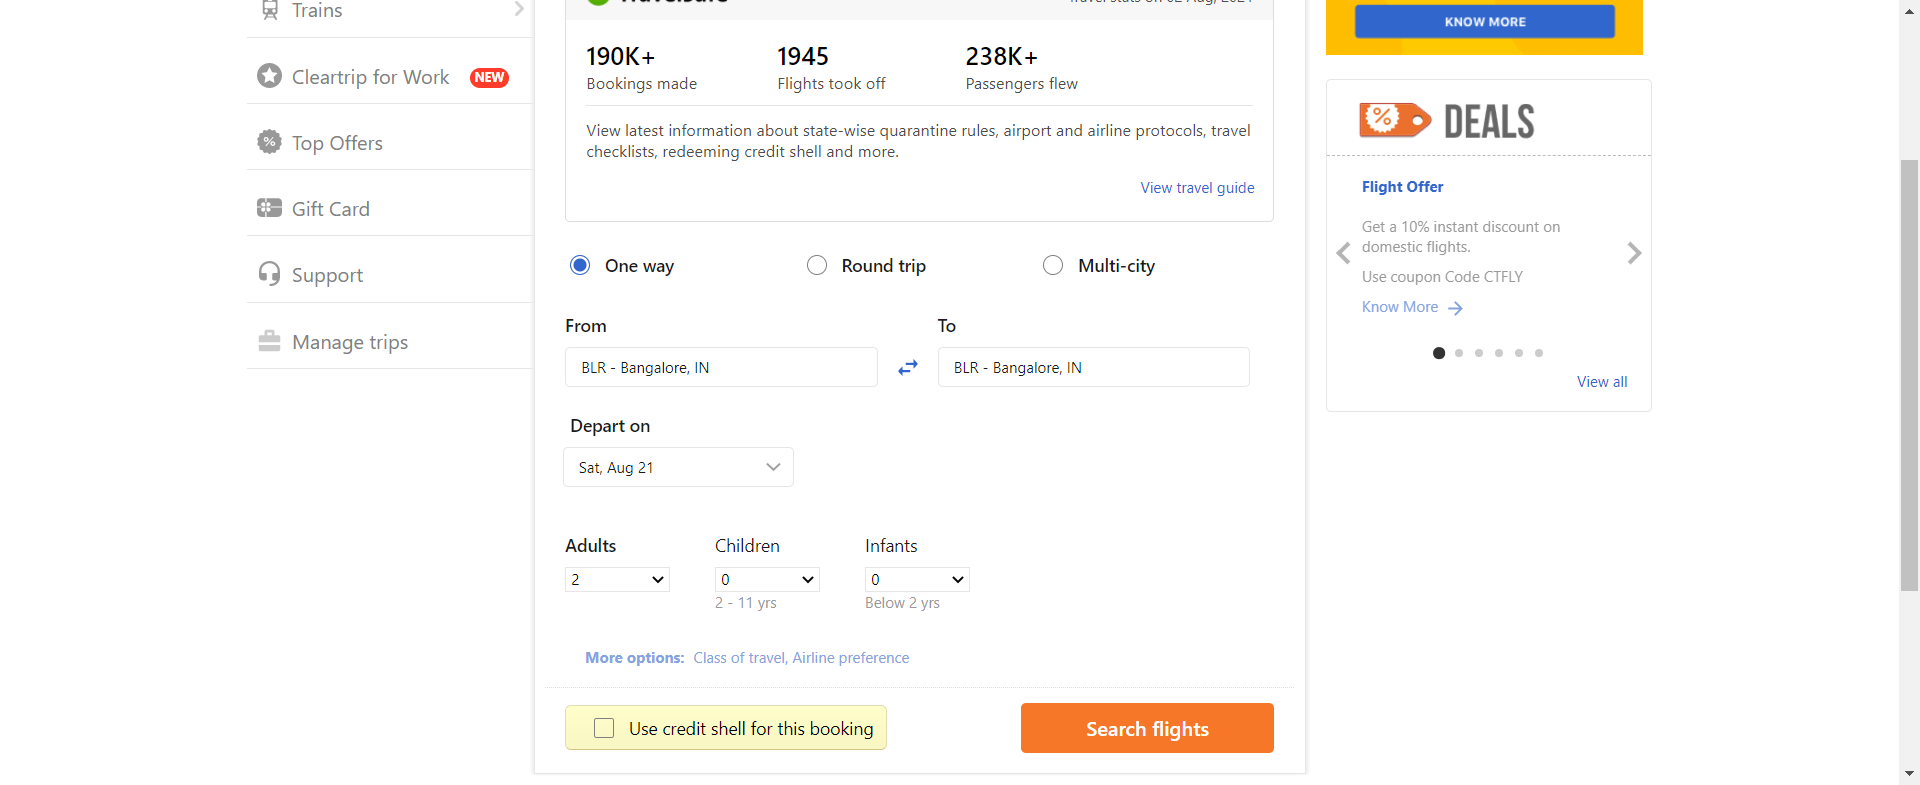 Trains
Cleartrip for Work NEW
Top Offers
Gift Card
Support
Manage trips
190K+ 1945 238K+
Bookings made Flights took off Passengers flew
View latest information about state-wise quarantine rules, airport and airline protocols, travel
checklists, redeeming credit shell and more.
View travel guide
One way Round trip Multi-city
From To
BLR - Bangalore, IN BLR - Bangalore, IN
Depart on
Sat, Aug 21
Adults Children Infants
2 0 0
2 - 11 yrs Below 2 yrs
More options: Class of travel, Airline preference
Use credit shell for this booking Search flights
KNOW MORE
% DEALS
Flight Offer
Get a 10% instant discount on
domestic flights.
Use coupon Code CTFLY
Know More
View all